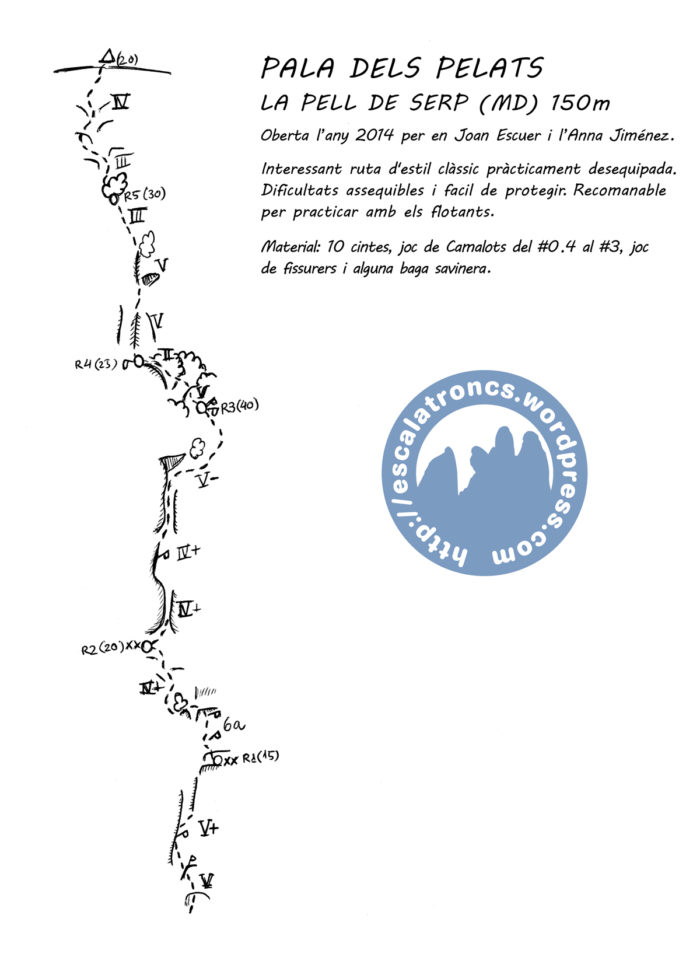 PALA DELS PELATS
LA PELL DE SERP (MD) 150m
Oberta l'any 2014 per en Joan Escuer i l'Anna Jiménez.
Interessant ruta d'estil clàssic pràcticament desequipada.
Dificultats assequibles i facil de protegir. Recomanable
per practicar amb els flotants.
Material: 10 cintes, joc de Camalots del #0.4 al #3, joc
de fissurers i alguna baga savinera.
(20)
IV
III
R5(30)
III
V
V
R4(23)
II
V
R3(40)
V-
IV+
IV+
R2(20)xx
IV+
6a
xx R1(15)
V+
V
http://escalatroncs.wordpress.com